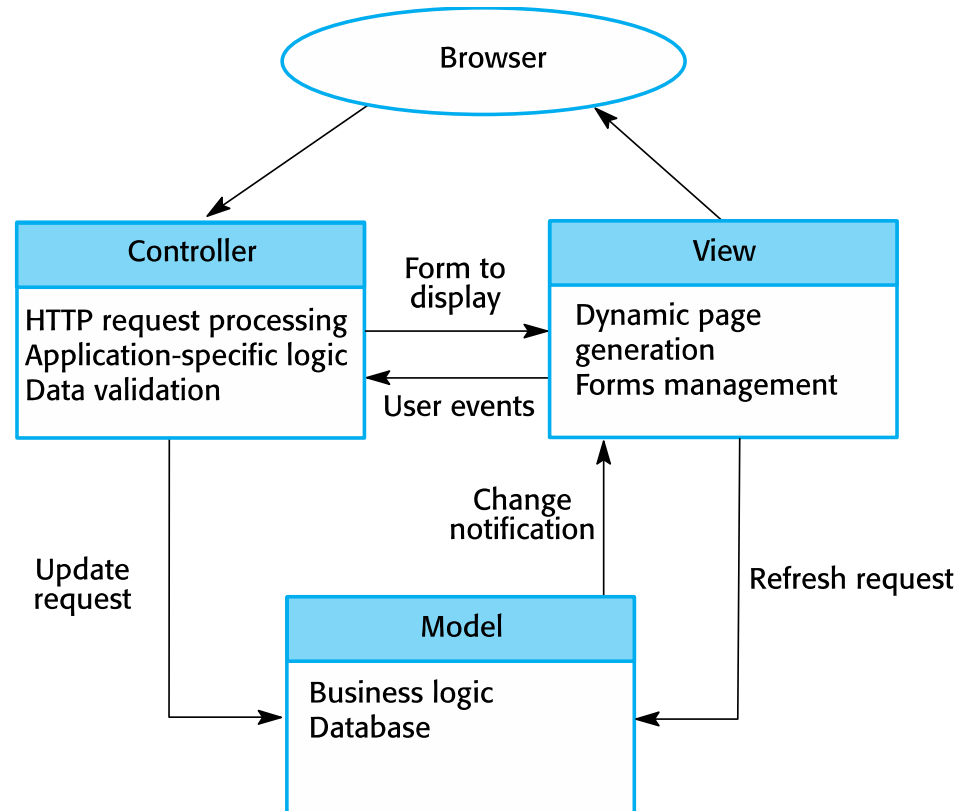 Browser
Controller
HTTP request processing
Application-specific logic
Data validation
Form to
display
User events
View
Dynamic page
generation
Forms management
Update
request
Change
notification
Refresh request
Model
Business logic
Database